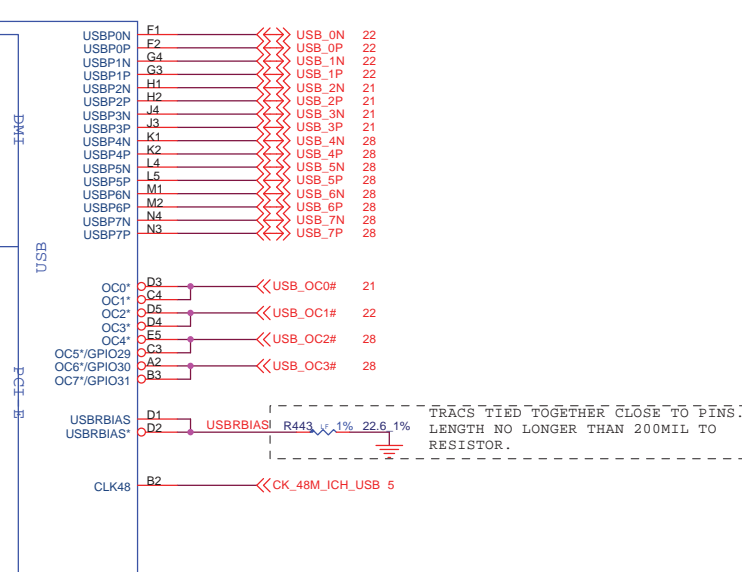 USBP0N F1 USB_0N 22
USBP0P F2 USB_0P 22
USBP1N G4 USB_1N 22
USBP1P G3 USB_1P 22
USBP2N H1 USB_2N 21
USBP2P H2 USB_2P 21
USBP3N J4 USB_3N 21
USBP3P J3 USB_3P 21
USBP4N K1 USB_4N 28
USBP4P K2 USB_4P 28
USBP5N L4 USB_5N 28
USBP5P L5 USB_5P 28
USBP6N M1 USB_6N 28
USBP6P M2 USB_6P 28
USBP7N N4 USB_7N 28
USBP7P N3 USB_7P 28
DMI
USB
OC0* D3 USB_OC0# 21
OC1* C4
OC2* D5 USB_OC1# 22
OC3* D4
OC4* E5 USB_OC2# 28
OC5*/GPIO29 C3
OC6*/GPIO30 A2 USB_OC3# 28
OC7*/GPIO31 B3
PCI E
USBRBIAS D1
USBRBIAS* D2 USBRBIAS R443 LF 1% 22.6_1%
TRACS TIED TOGETHER CLOSE TO PINS.
LENGTH NO LONGER THAN 200MIL TO
RESISTOR.
CLK48 B2 CK_48M_ICH_USB 5